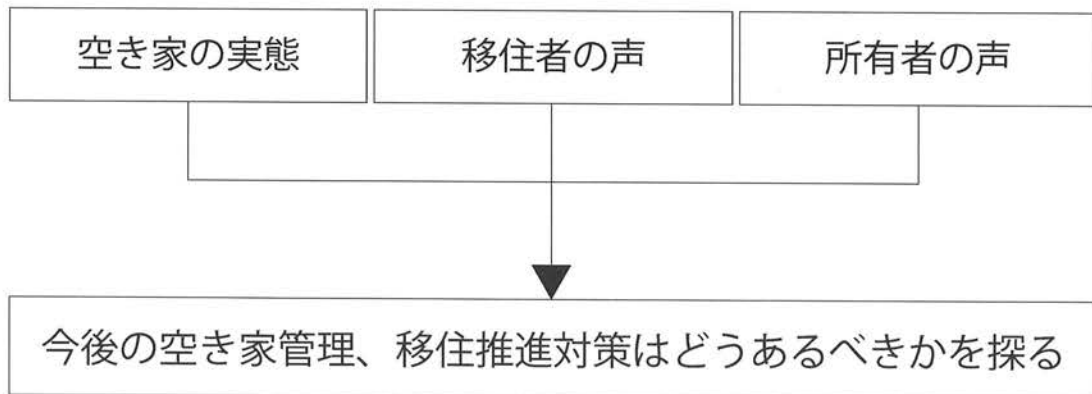 空き家の実態
移住者の声
所有者の声
今後の空き家管理、移住推進対策はどうあるべきかを探る